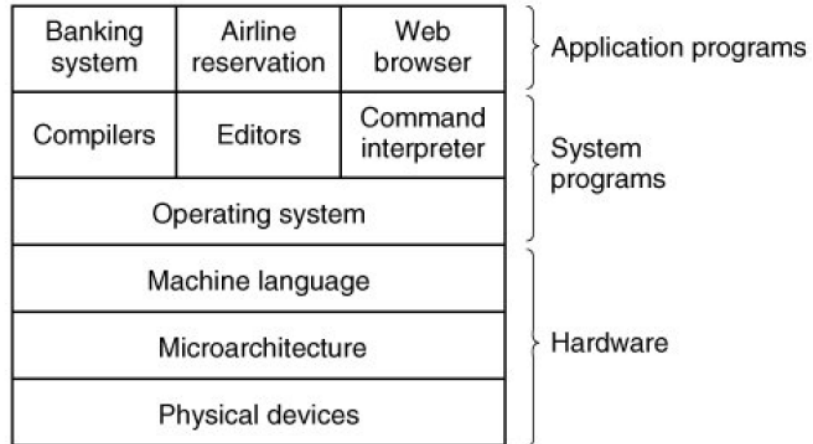 Banking system
Airline reservation
Web browser
Application programs
Compilers
Editors
Command interpreter
System programs
Operating system
Machine language
Microarchitecture
Hardware
Physical devices